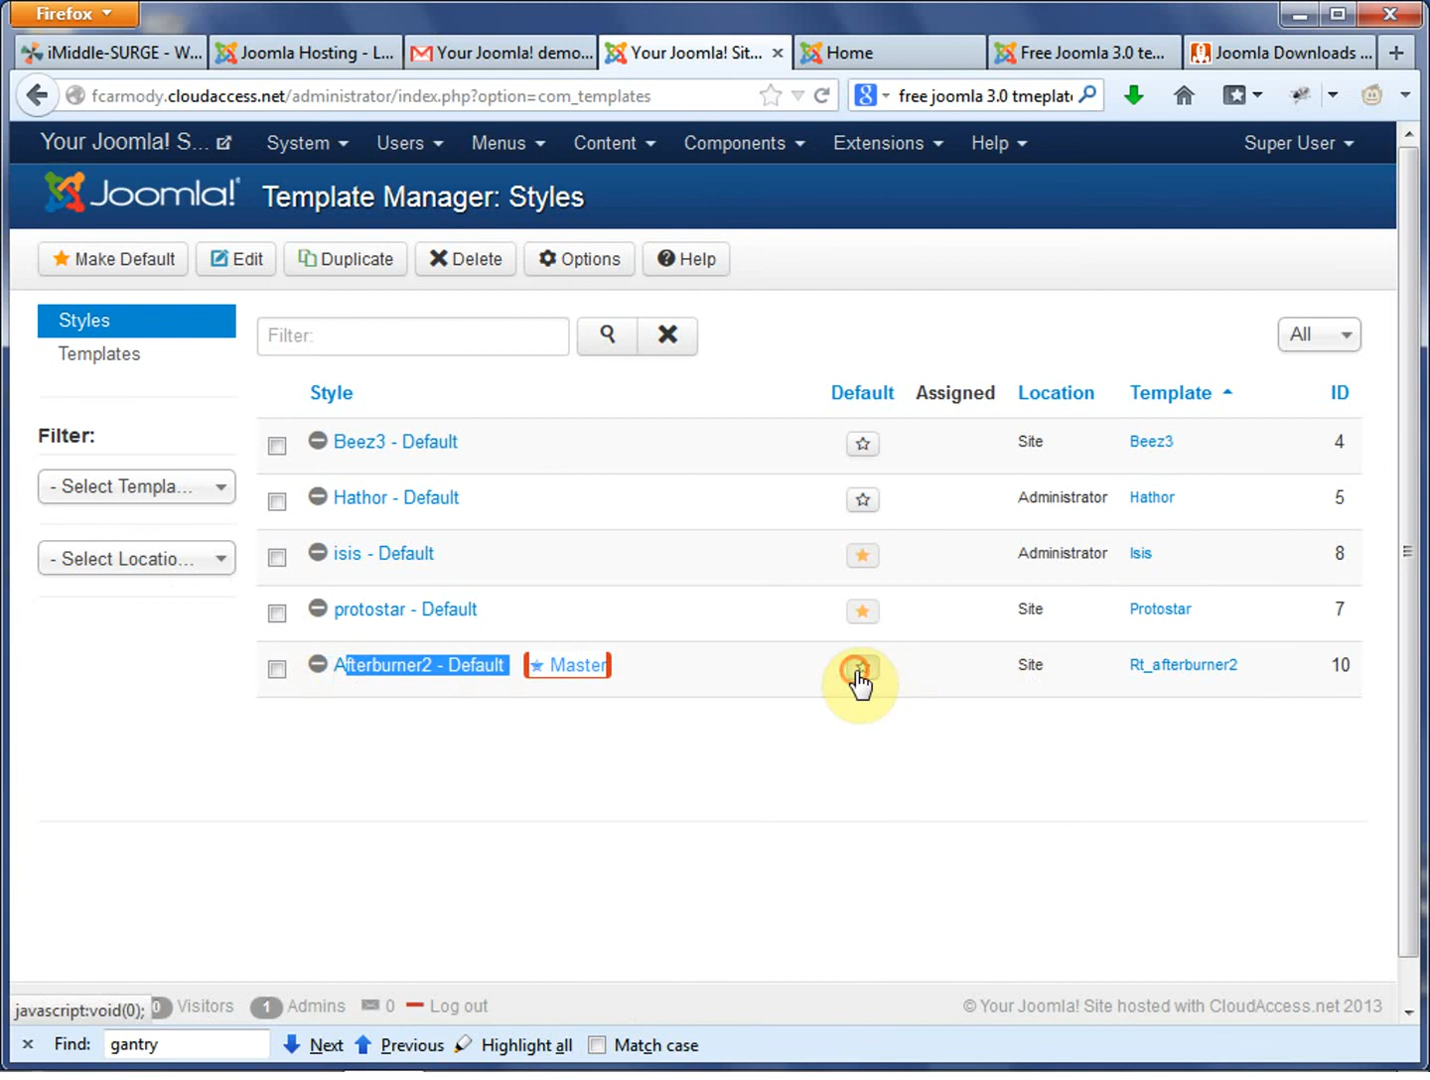 Firefox
iMiddle-SURGE - W...
Joomla Hosting - L...
Your Joomla! demo...
Your Joomla! Sit...
Home
Free Joomla 3.0 te...
Joomla Downloads ...
fcarmody.cloudaccess.net/administrator/index.php?option=com_templates
free joomla 3.0 tmeplat
Your Joomla! S... System Users Menus Content Components Extensions Help Super User
Joomla! Template Manager: Styles
Make Default Edit Duplicate Delete Options Help
Styles
Templates
Filter:
- Select Templa...
- Select Locatio...
Filter:
All
Style Default Assigned Location Template ID
Beez3 - Default Site Beez3 4
Hathor - Default Administrator Hathor 5
isis - Default Administrator Isis 8
protostar - Default Site Protostar 7
Afterburner2 - Default Master Site Rt_afterburner2 10
javascript:void(0); 0 Visitors 1 Admins 0 Log out © Your Joomla! Site hosted with CloudAccess.net 2013
Find: gantry Next Previous Highlight all Match case